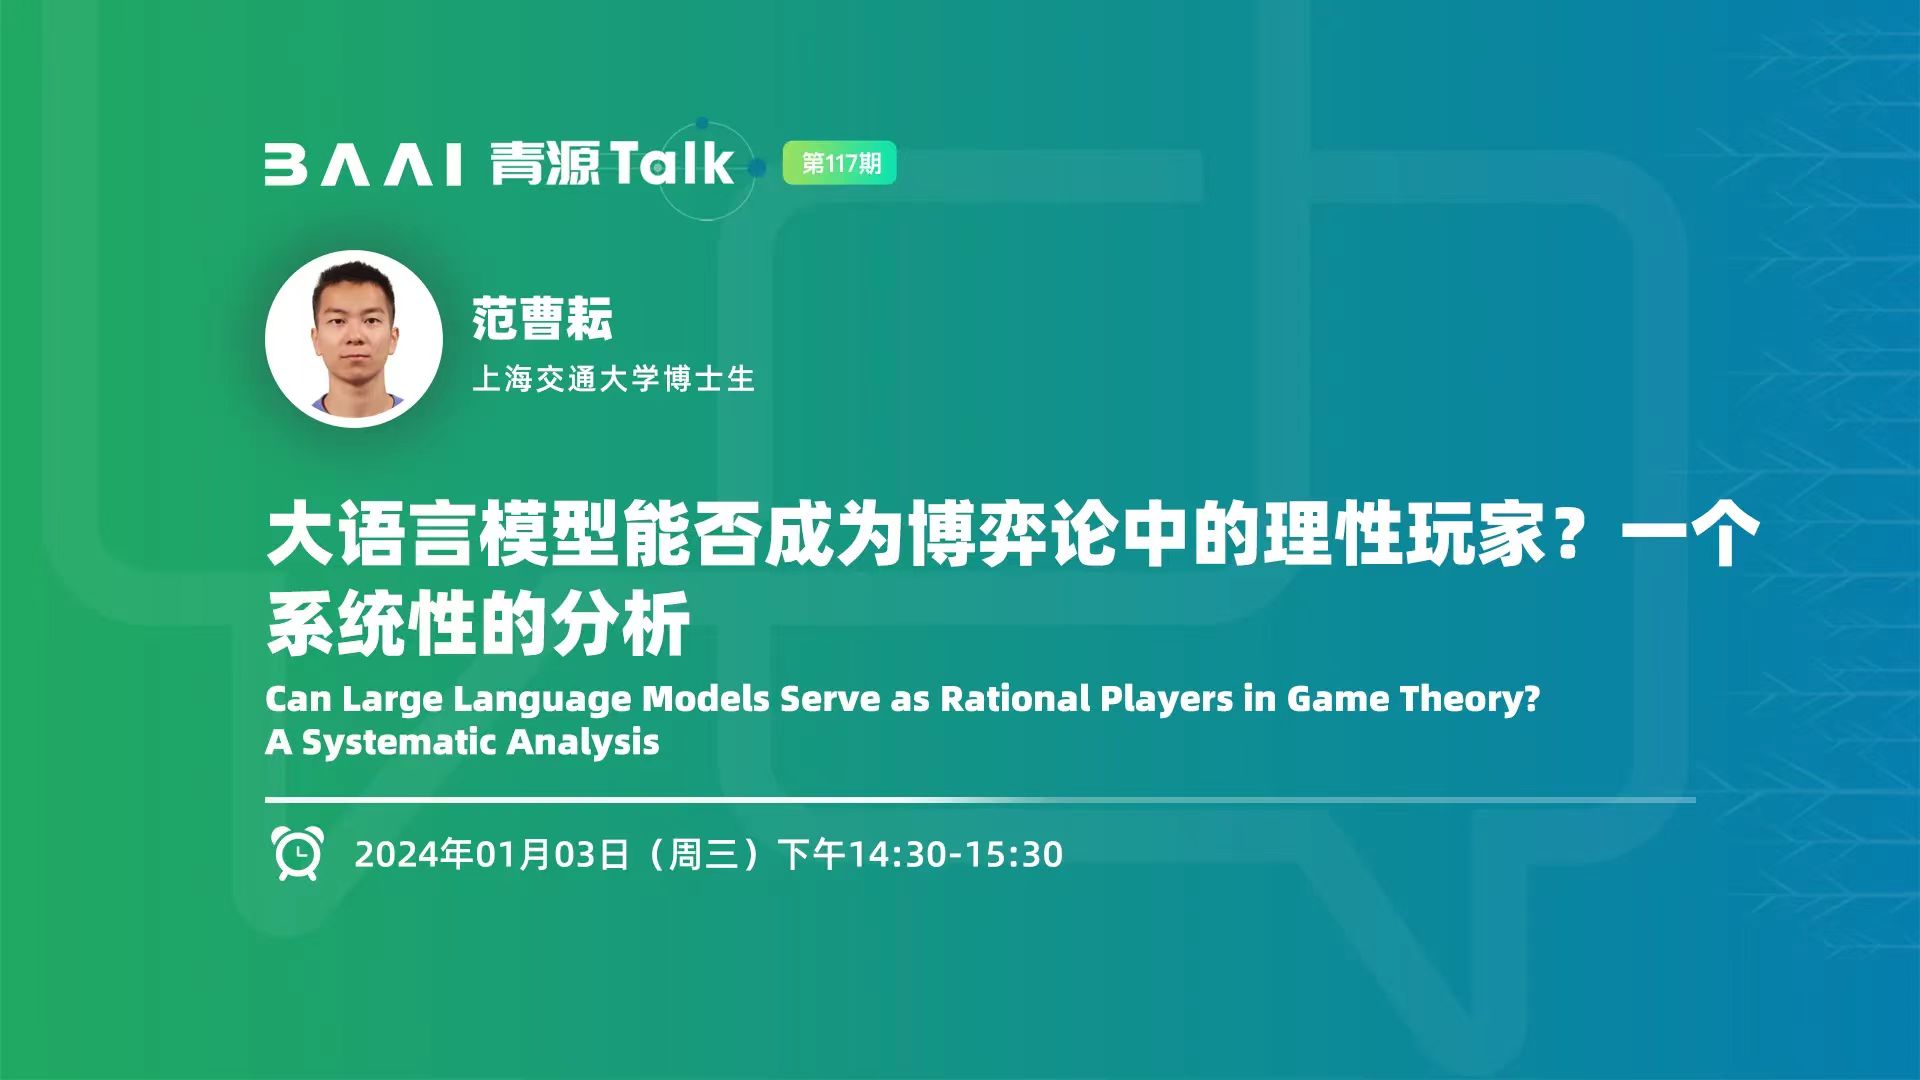 BAAI 青源Talk 第117期
范曹耘
上海交通大学博士生
大语言模型能否成为博弈论中的理性玩家？一个
系统性的分析
Can Large Language Models Serve as Rational Players in Game Theory?
A Systematic Analysis
2024年01月03日（周三）下午14:30-15:30